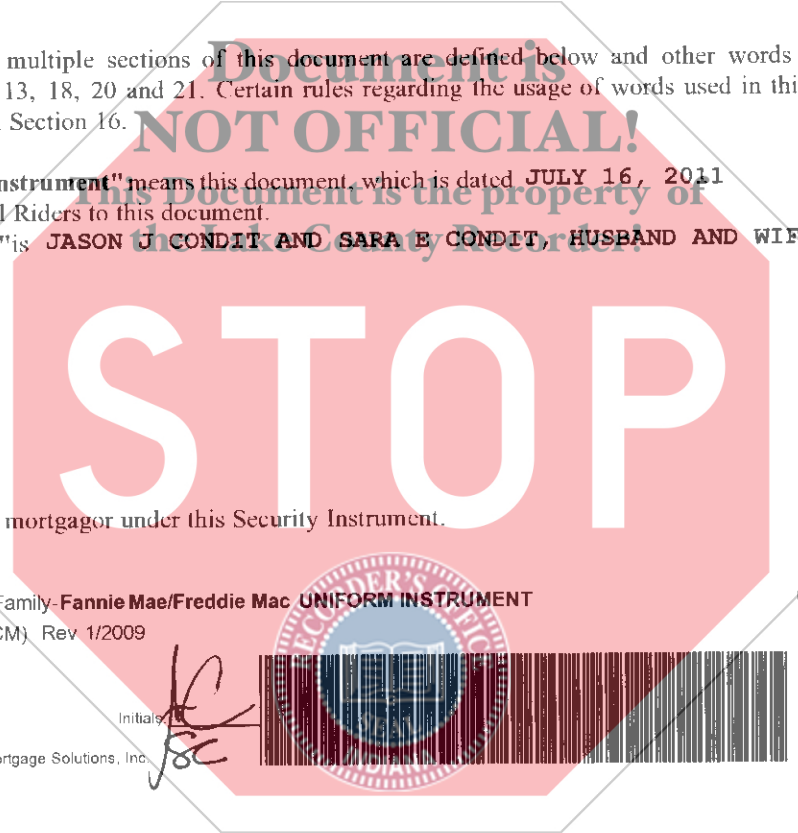 multiple sections of this document are defined below and other words
Document is
13, 18, 20 and 21. Certain rules regarding the usage of words used in thi
Section 16.
NOT OFFICIAL!
nstrument" means this document, which is dated JULY 16, 2011
This Document is the property of
l Riders to this document.
" is JASON J CONDIT AND SARA E CONDIT, HUSBAND AND WIF
the Lake County Recorder!
STOP
mortgagor under this Security Instrument.
Family-Fannie Mae/Freddie Mac UNIFORM INSTRUMENT
CM) Rev 1/2009
RECORDER'S OFFICE
SEAL
INDIANA
Initials:
rtgage Solutions, Inc.